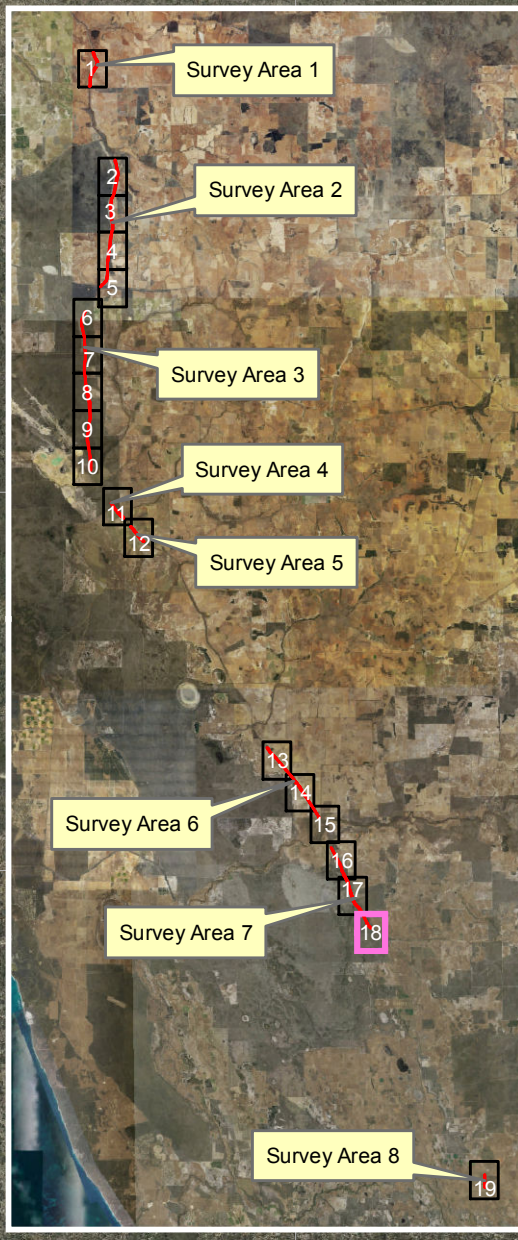 1
Survey Area 1
2
Survey Area 2
3
4
5
6
7
Survey Area 3
8
9
10
Survey Area 4
11
12
Survey Area 5
13
14
15
Survey Area 6
16
17
Survey Area 7
18
Survey Area 8
19